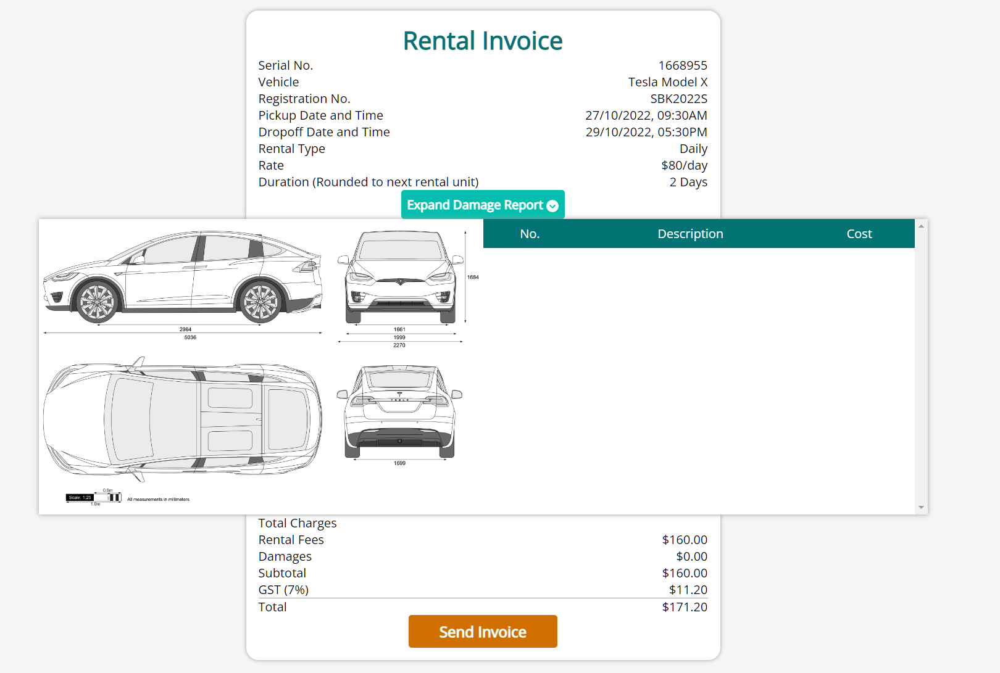 Rental Invoice
Serial No. 1668955
Vehicle Tesla Model X
Registration No. SBK2022S
Pickup Date and Time 27/10/2022, 09:30AM
Dropoff Date and Time 29/10/2022, 05:30PM
Rental Type Daily
Rate $80/day
Duration (Rounded to next rental unit) 2 Days
Expand Damage Report
No. Description Cost
1684
2964
5036
1661
1999
2270
TESLA
1699
0.5m
Scale: 1:25
1.0m
All measurements in millimeters.
Total Charges
Rental Fees $160.00
Damages $0.00
Subtotal $160.00
GST (7%) $11.20
Total $171.20
Send Invoice